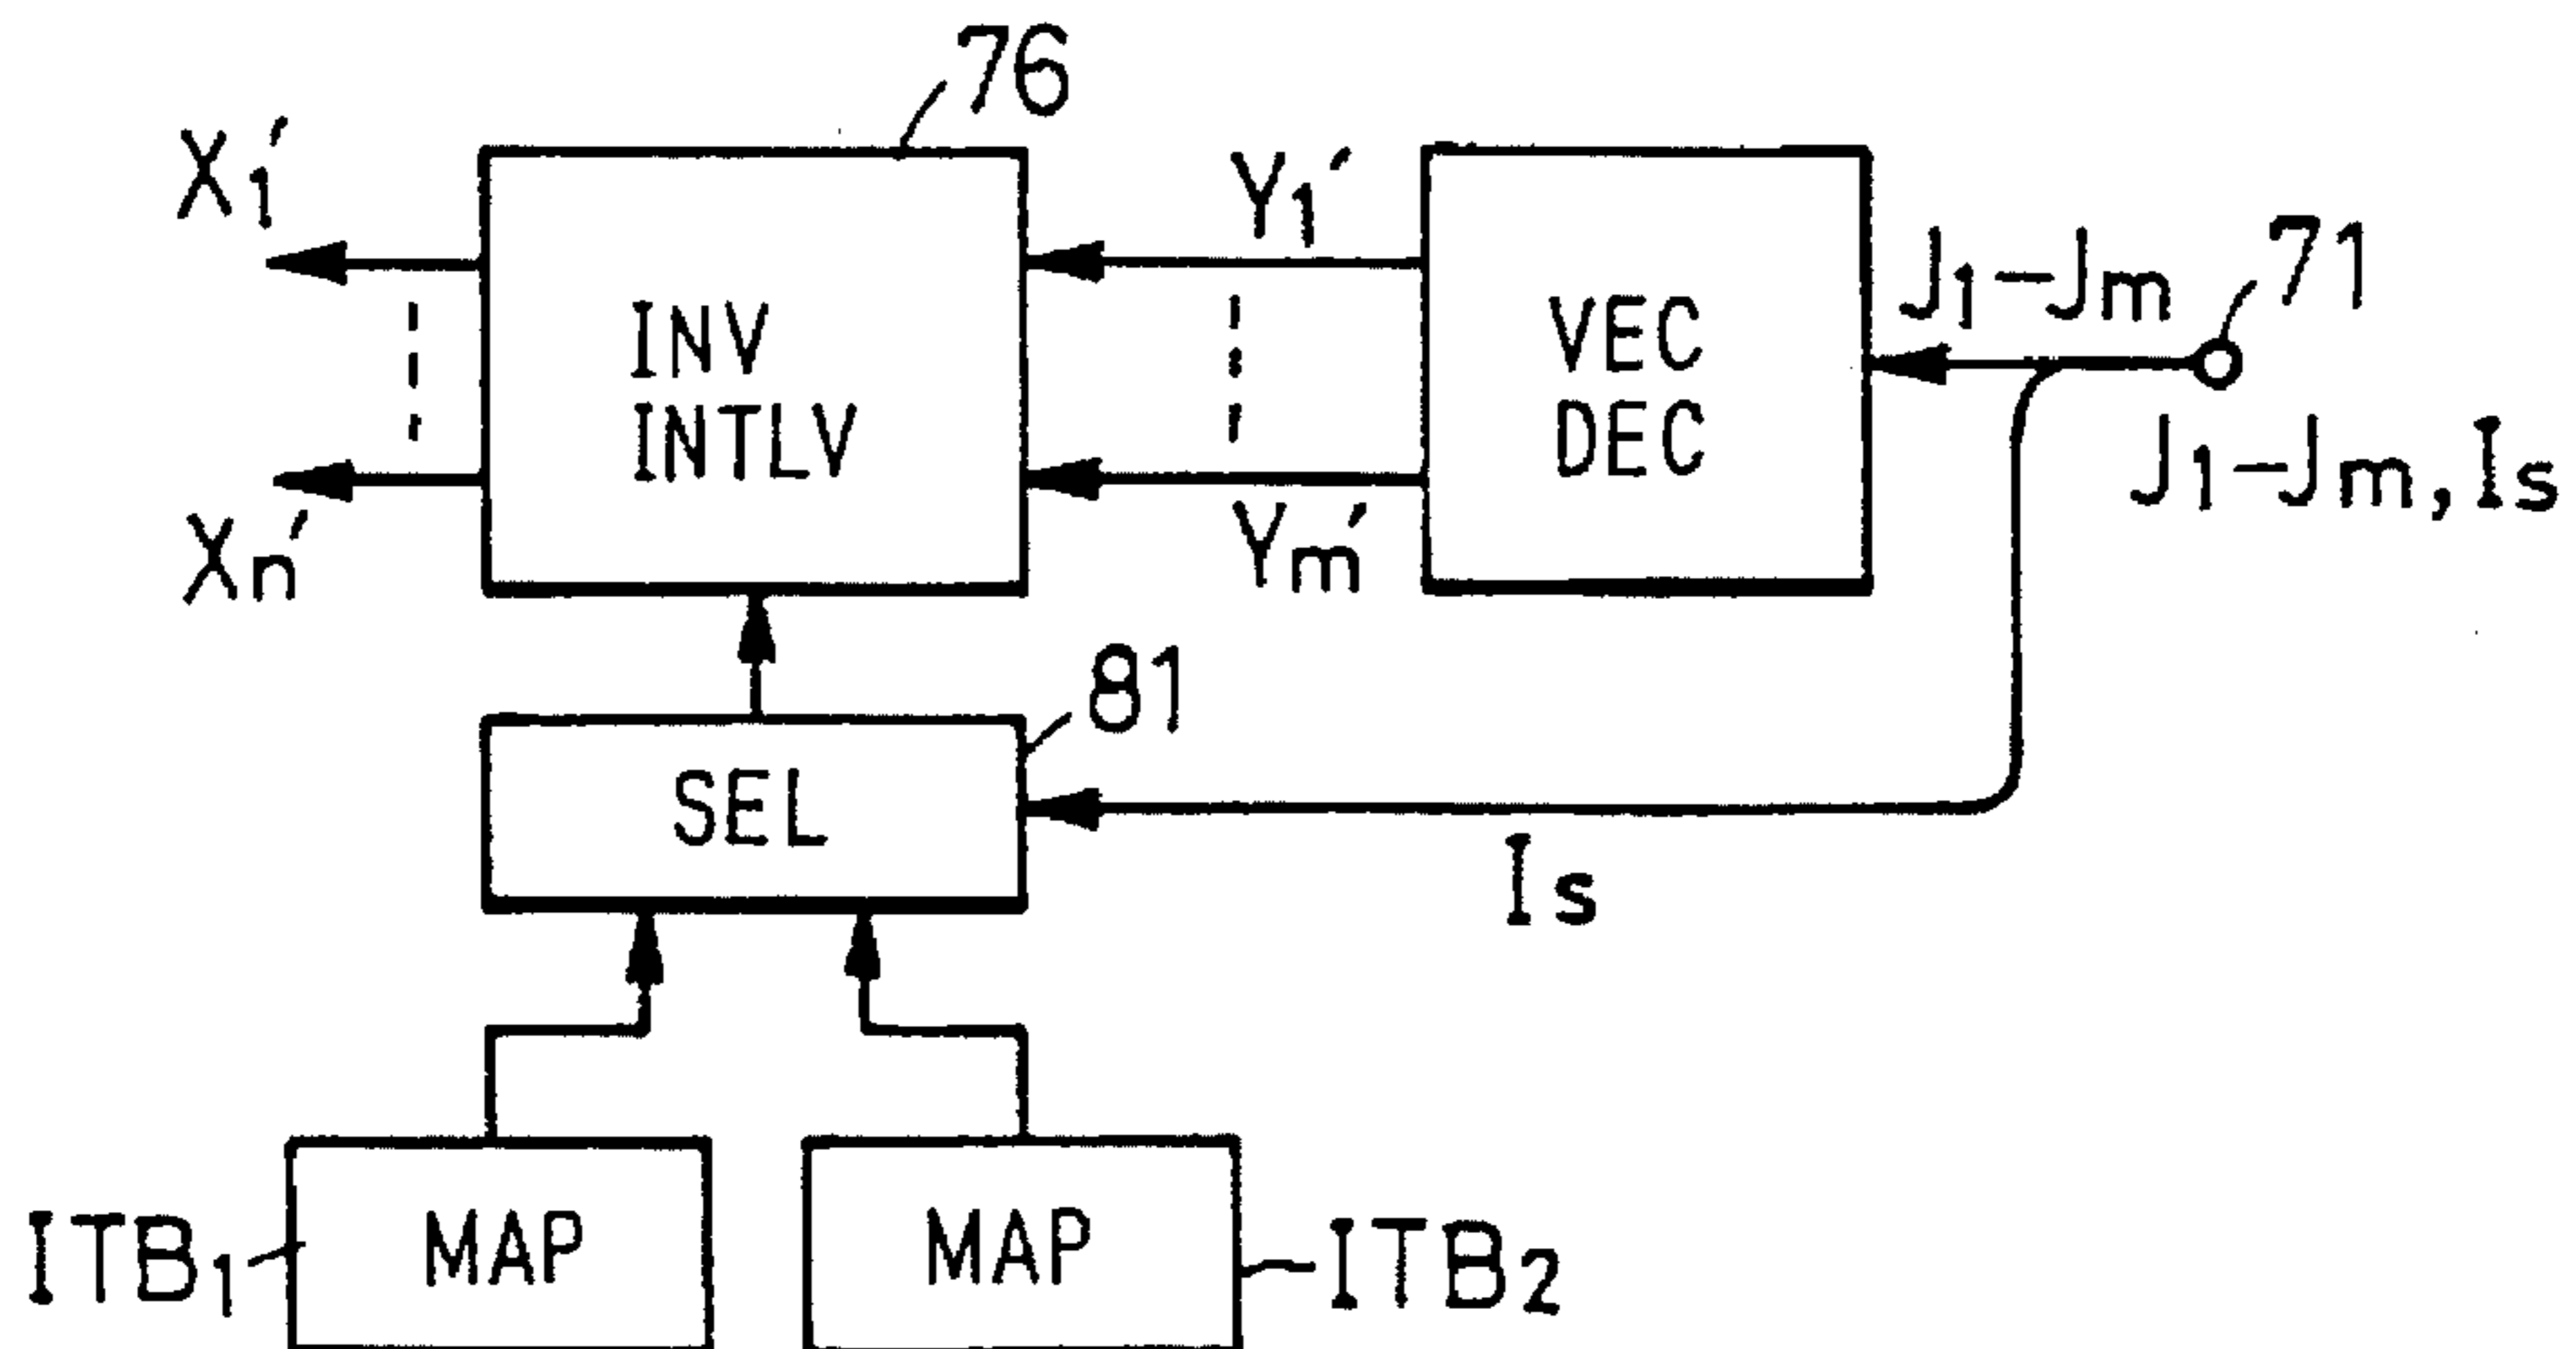 76
X1'
Y1'
71
J1-Jm
INV
INTLV
VEC
DEC
J1-Jm, Is
Xn'
Ym'
81
SEL
Is
ITB1
MAP
MAP
ITB2